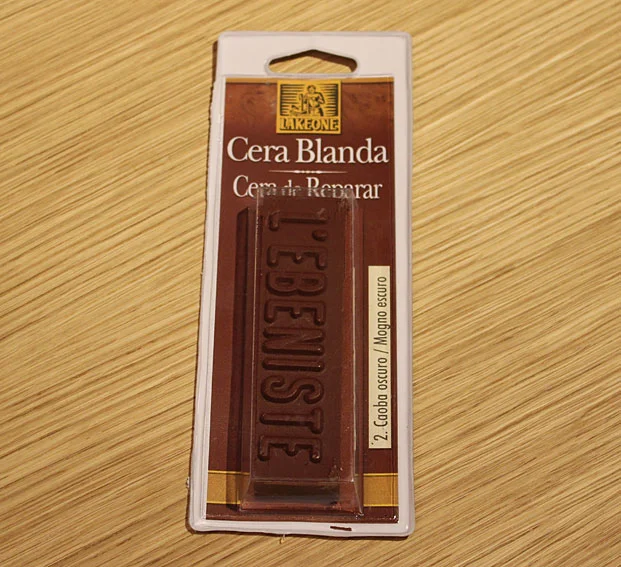 LAKEONE
Cera Blanda
Cera de Reparar
L'EBENISTE
2. Caoba oscuro / Mogno escuro